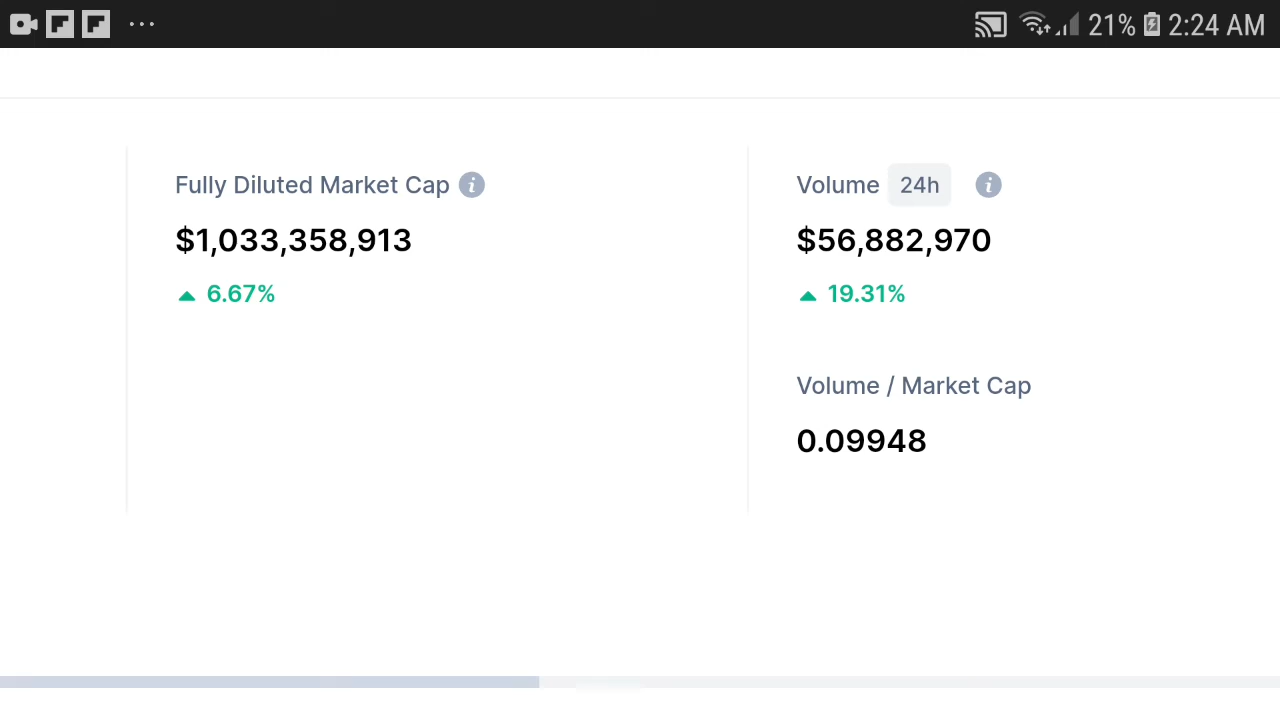 21% 2:24 AM
Fully Diluted Market Cap
$1,033,358,913
6.67%
Volume 24h
$56,882,970
19.31%
Volume / Market Cap
0.09948